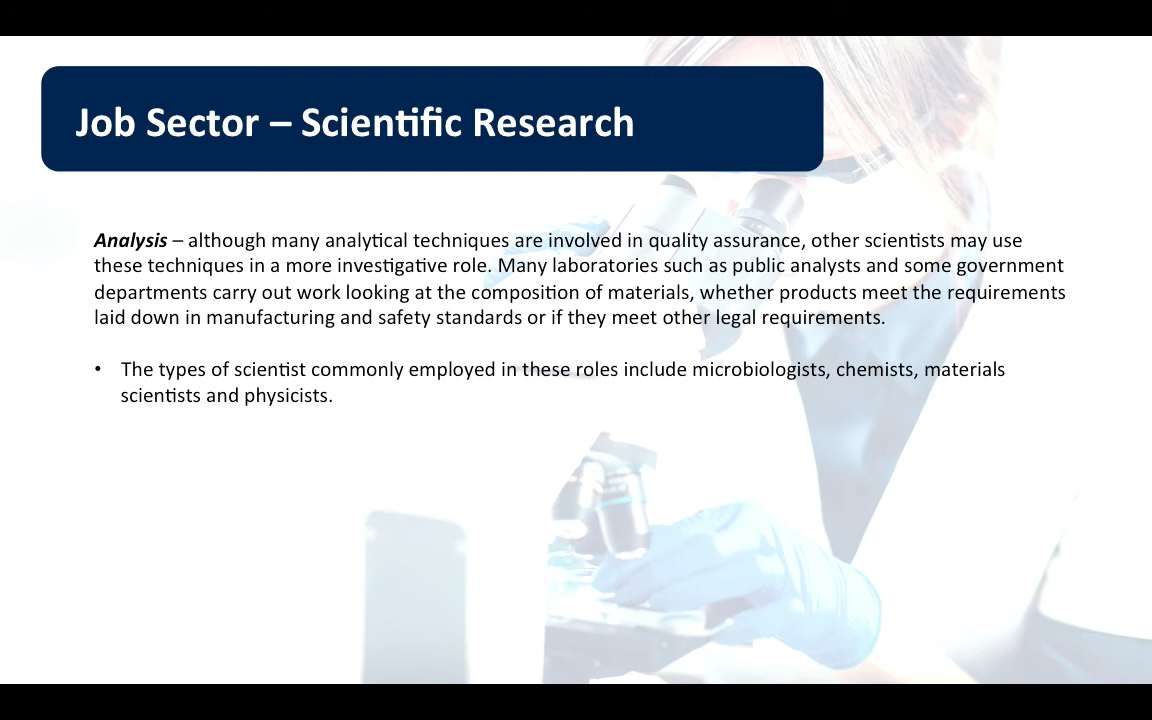 Job Sector – Scientific Research
Analysis – although many analytical techniques are involved in quality assurance, other scientists may use
these techniques in a more investigative role. Many laboratories such as public analysts and some government
departments carry out work looking at the composition of materials, whether products meet the requirements
laid down in manufacturing and safety standards or if they meet other legal requirements.
• The types of scientist commonly employed in these roles include microbiologists, chemists, materials
scientists and physicists.